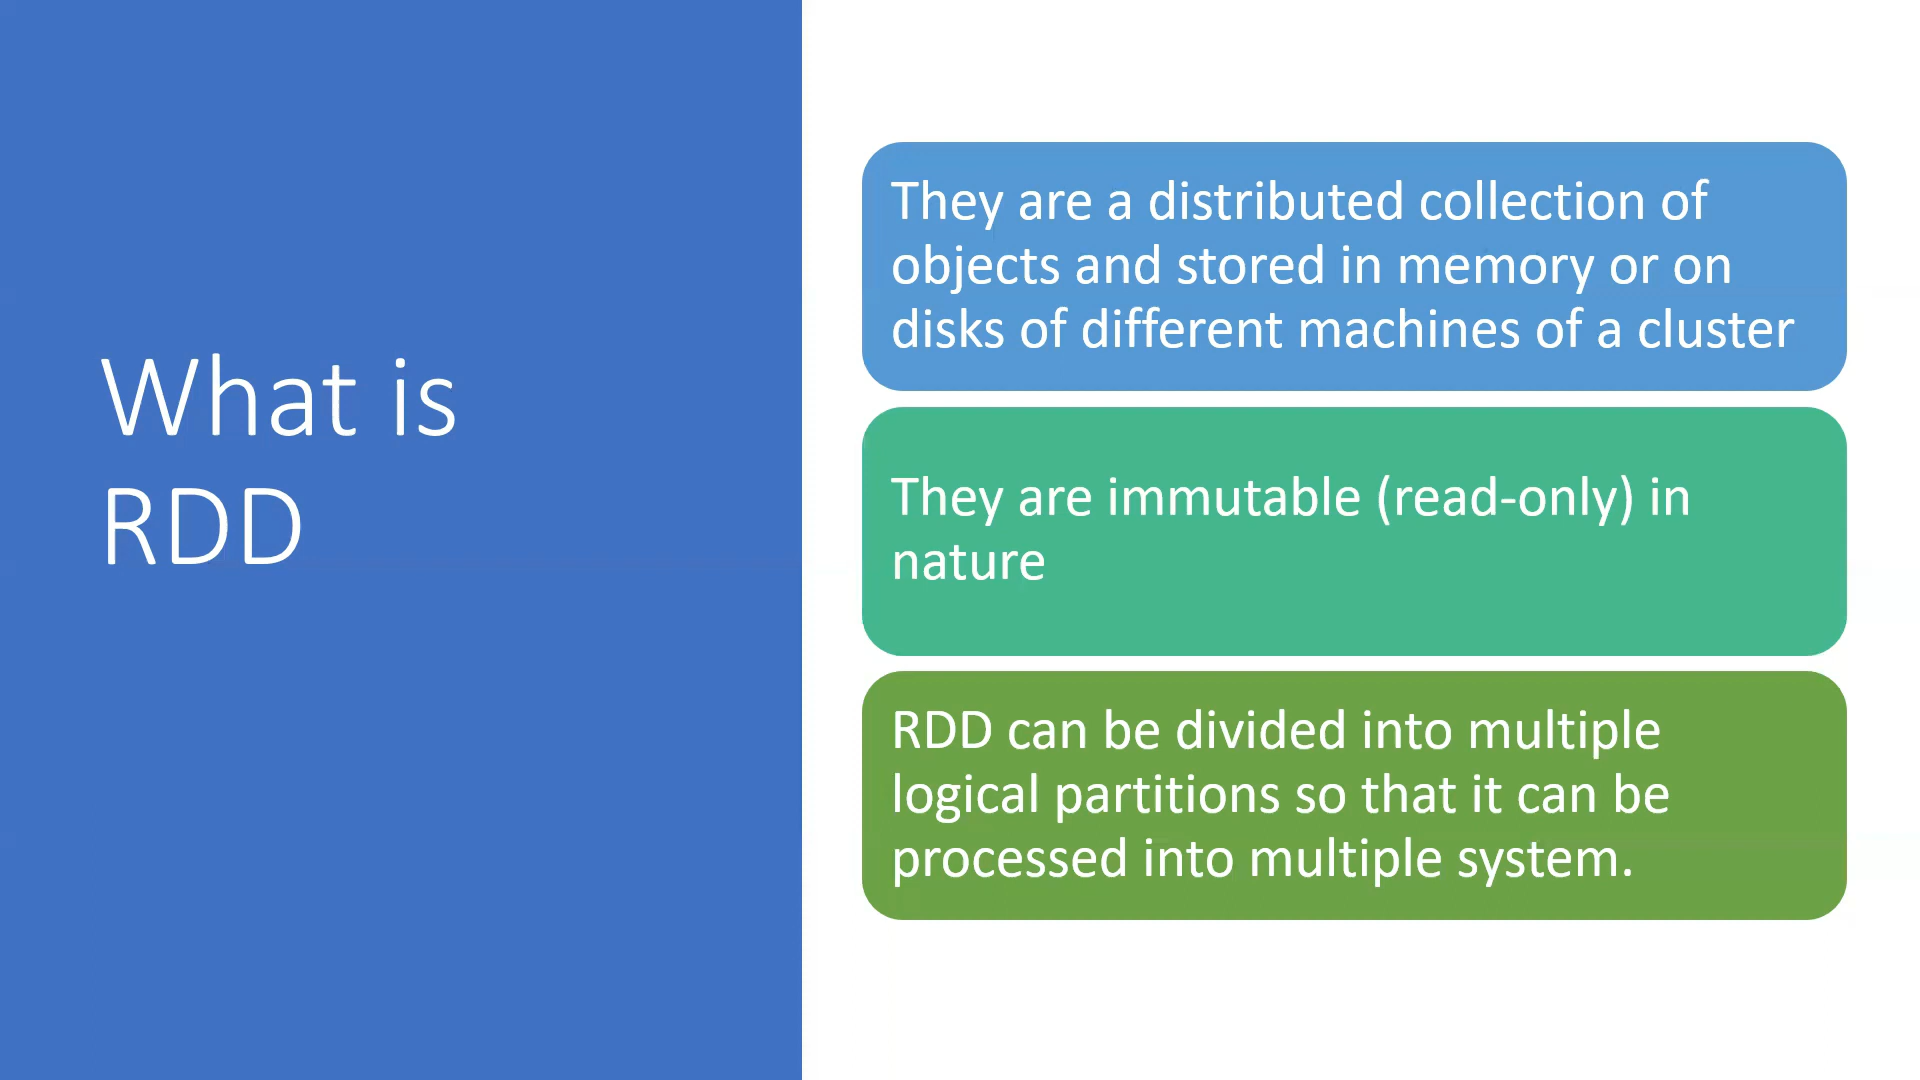 What is
RDD
They are a distributed collection of
objects and stored in memory or on
disks of different machines of a cluster
They are immutable (read-only) in
nature
RDD can be divided into multiple
logical partitions so that it can be
processed into multiple system.